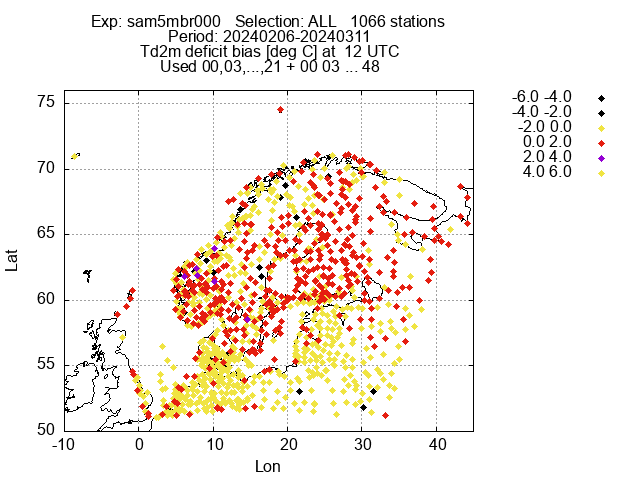 Exp: sam5mbr000   Selection: ALL   1066 stations
Period: 20240206-20240311
Td2m deficit bias [deg C] at  12 UTC
Used 00,03,...,21 + 00 03 ... 48
-6.0 -4.0
-4.0 -2.0
-2.0 0.0
0.0 2.0
2.0 4.0
4.0 6.0
75
70
65
60
55
50
Lat
-10 0 10 20 30 40
Lon